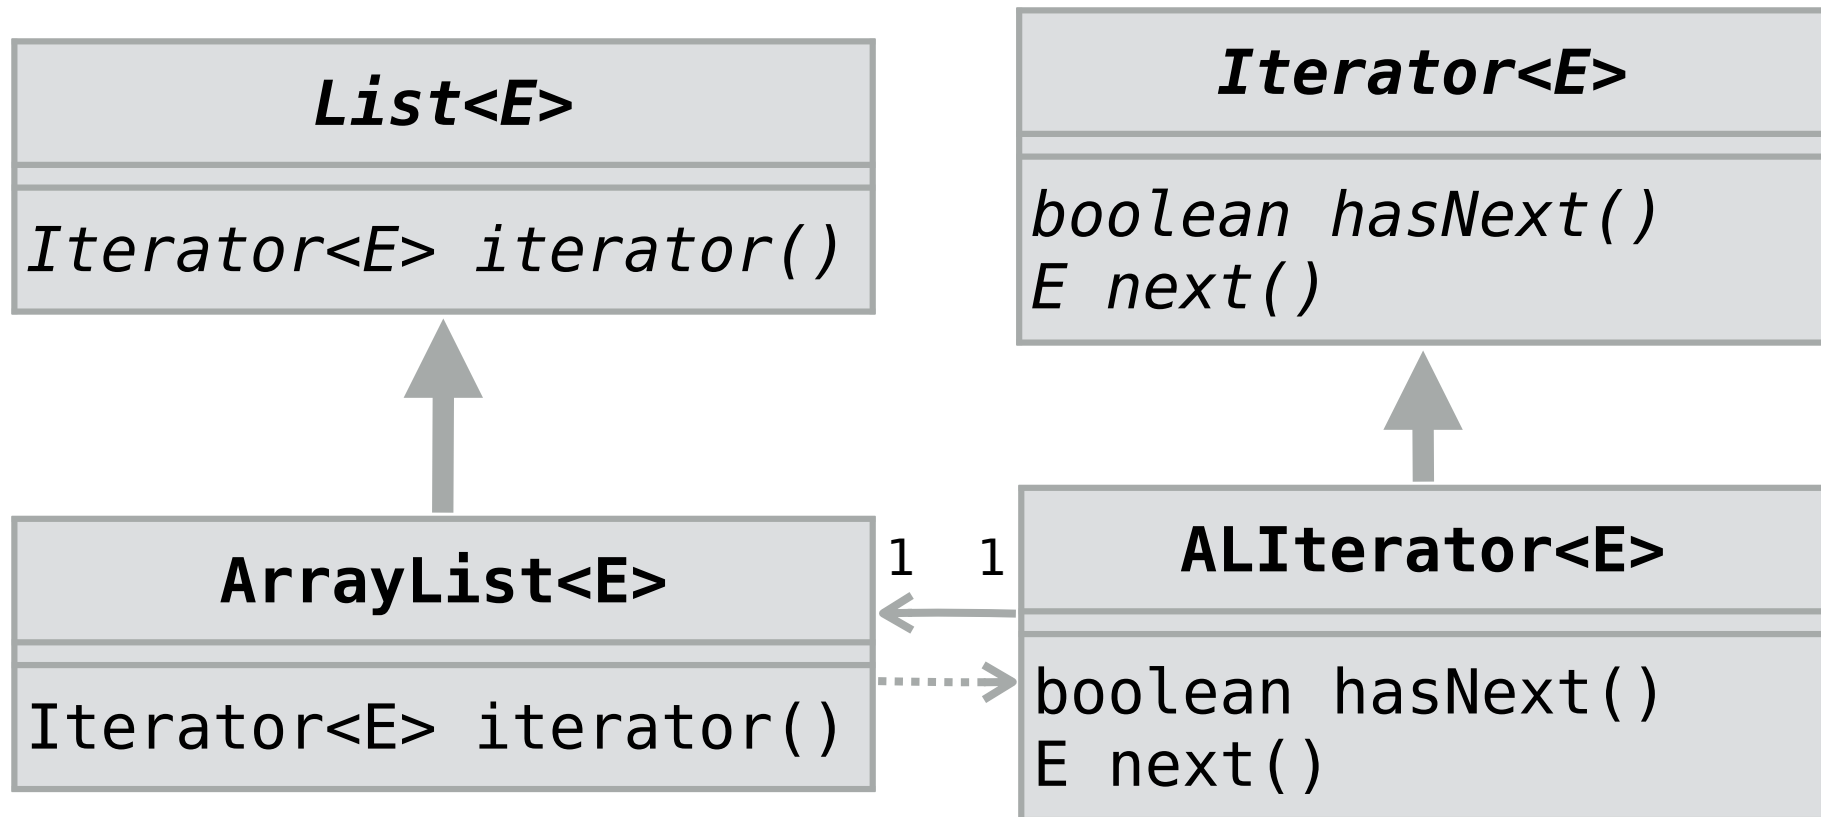 List<E>
Iterator<E> iterator()
Iterator<E>
boolean hasNext()
E next()
ArrayList<E>
Iterator<E> iterator()
1 1
ALIterator<E>
boolean hasNext()
E next()